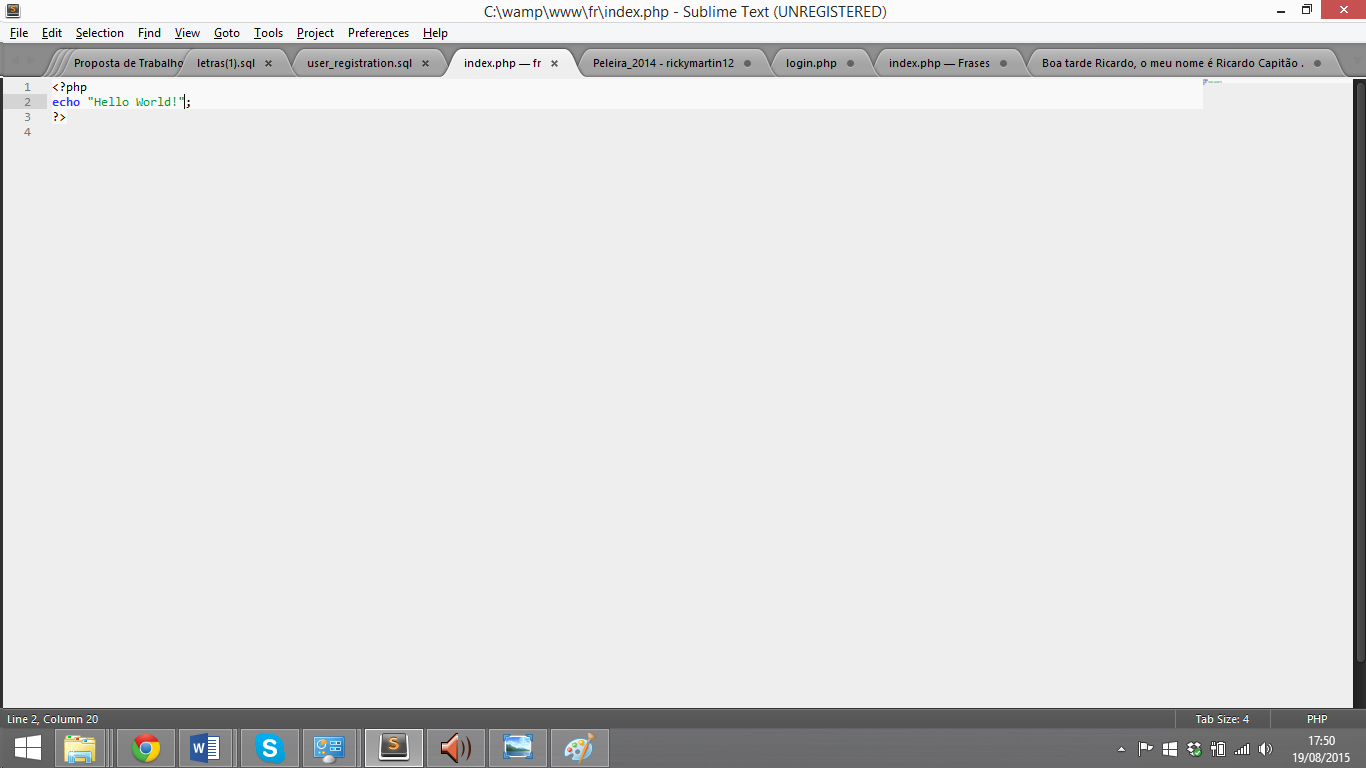 C:\wamp\www\fr\index.php - Sublime Text (UNREGISTERED)
File Edit Selection Find View Goto Tools Project Preferences Help
Proposta de Trabalho letras(1).sql user_registration.sql index.php — fr Peleira_2014 - rickymartin12 login.php index.php — Frases Boa tarde Ricardo, o meu nome é Ricardo Capitão .
1 <?php
2 echo "Hello World!";
3 ?>
4
Line 2, Column 20 Tab Size: 4 PHP
17:50
19/08/2015